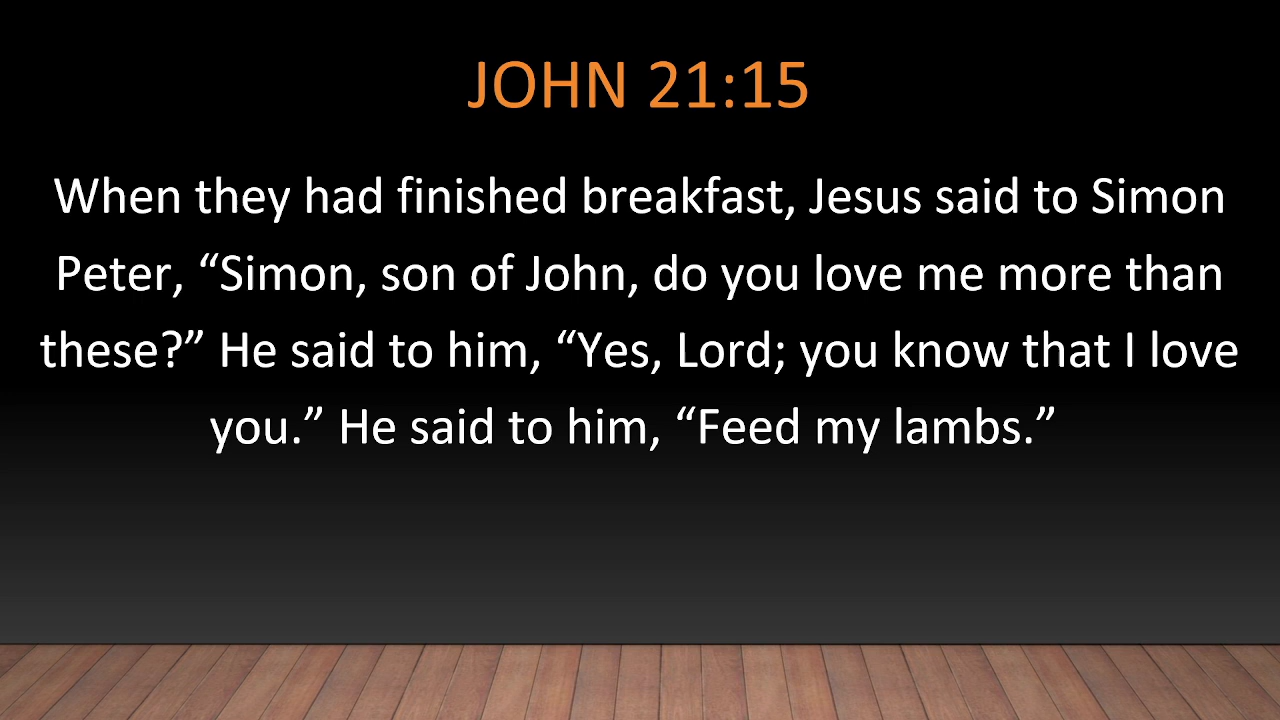 JOHN 21:15
When they had finished breakfast, Jesus said to Simon
Peter, “Simon, son of John, do you love me more than
these?” He said to him, “Yes, Lord; you know that I love
you.” He said to him, “Feed my lambs.”